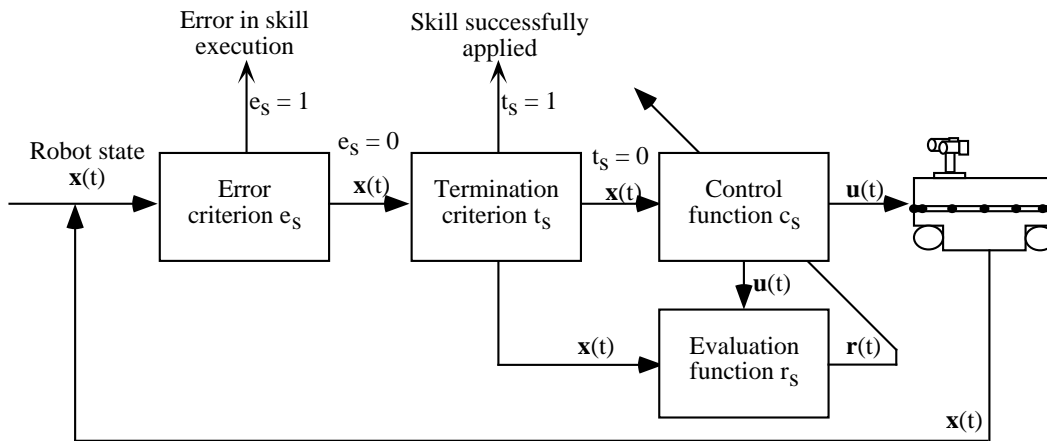 Error in skill
execution
Skill successfully
applied
e_s = 1
t_s = 1
Robot state
x(t)
e_s = 0
x(t)
t_s = 0
x(t)
u(t)
Error
criterion e_s
Termination
criterion t_s
Control
function c_s
u(t)
x(t)
Evaluation
function r_s
r(t)
x(t)